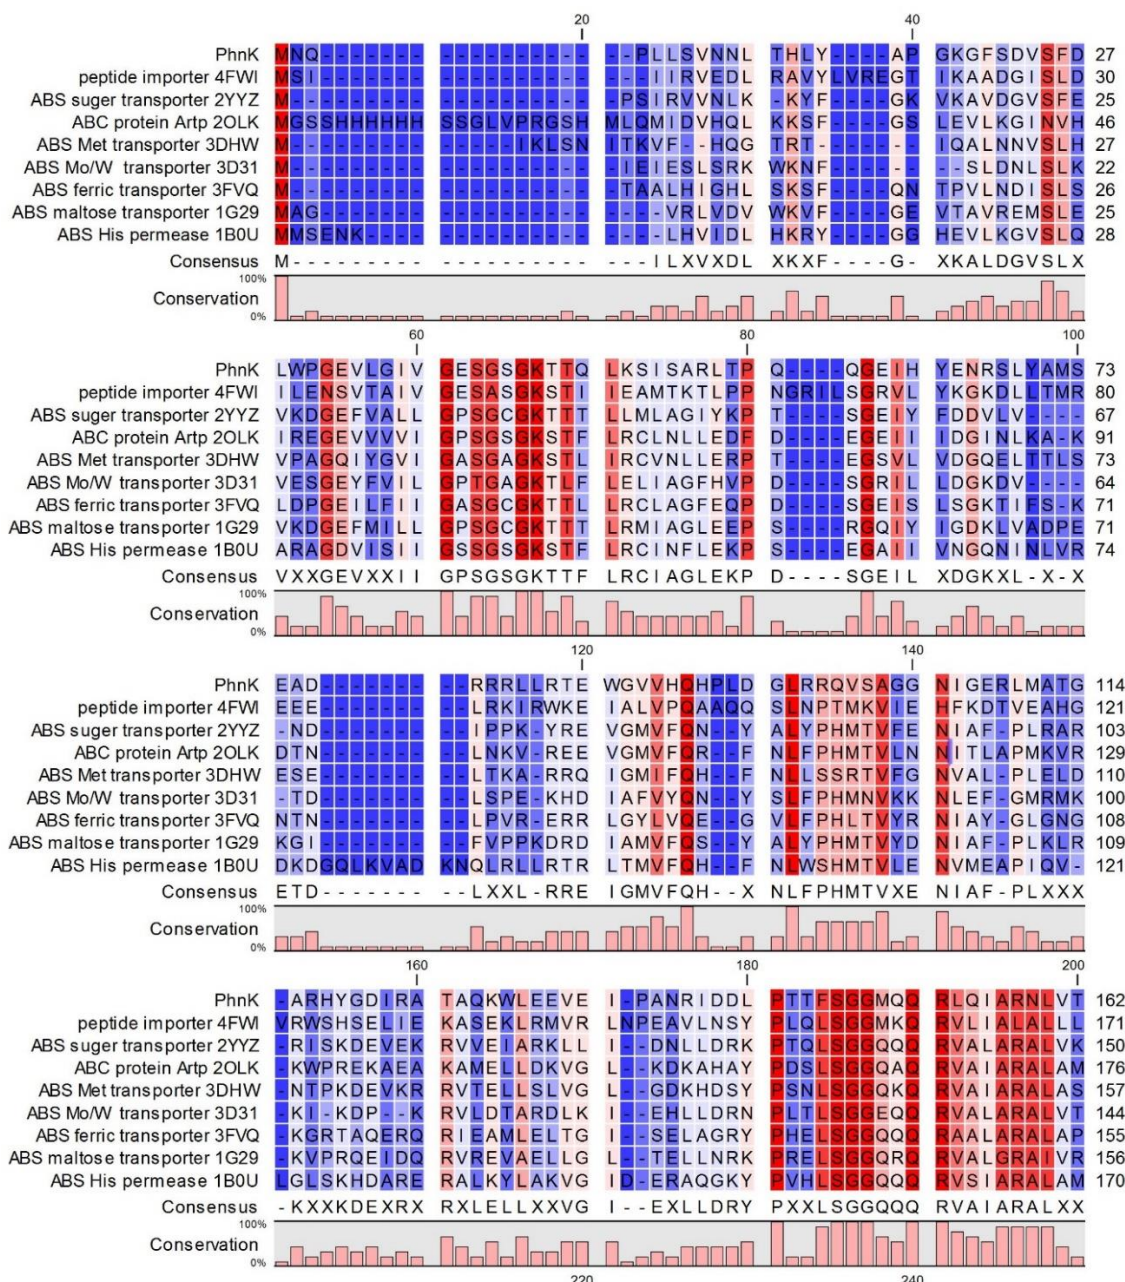 20 40
PhnK MNQ------- ---------- --PLLSVNNL THLY----AP GKGFSDVSFD 27
peptide importer 4FWI MSI------- ---------- ---IIRVEDL RAVYLVREGT IKAADGISLD 30
ABS suger transporter 2YYZ M--------- ---------- -PSIRVVNLK -KYF----GK VKAVDGVSFE 25
ABC protein Artp 2OLK MGSSHHHHHH SSGLVPRGSH MLQMIDVHQL KKSF----GS LEVLKGINVH 46
ABS Met transporter 3DHW M--------- -----IKLSN ITKVF--HQG TRT------- IQALNNVSLH 27
ABS Mo/W transporter 3D31 M--------- ---------- -IEIESLSRK WKNF------ --SLDNLSLE 22
ABS ferric transporter 3FVQ M--------- ---------- -TAALHIGHL SKSF----QN TPVLNDISLS 26
ABS maltose transporter 1G29 MAG------- ---------- ----VRLVDV WKVF----GE VTAVREMSLE 25
ABS His permease 1B0U MMSENK---- ---------- ----LHVIDL HKRY----GG HEVLKGVSLQ 28
Consensus M--------- ---------- ---ILXVXDL XKXF----G- XKALDGVSLX
100%
Conservation
0%
60 80 100
PhnK LWPGEVLGIV GESGSGKTTQ LKSISARLTP Q----QGEIH YENRSLYAMS 73
peptide importer 4FWI ILENSVTAIV GESASGKSTI IEAMTKTLPP NGRILSGRVL YKGKDLLTMR 80
ABS suger transporter 2YYZ VKDGEFVALL GPSGCGKTTT LLMLAGIYKP T----SGEIY FDDVLV---- 67
ABC protein Artp 2OLK IREGEVVVVI GPSGSGKSTF LRCLNLLEDF D----EGEII IDGINLKA-K 91
ABS Met transporter 3DHW VPAGQIYGVI GASGAGKSTL IRCVNLLERP T----EGSVL VDGQELTTLS 73
ABS Mo/W transporter 3D31 VESGEYFVIL GPTGAGKTLF LELIAGFHVP D----SGRIL LDGKDV---- 64
ABS ferric transporter 3FVQ LDPGEILFII GASGCGKTTL LRCLAGFEQP D----SGEIS LSGKTIFS-K 71
ABS maltose transporter 1G29 VKDGEFMILL GPSGCGKTTT LRMIAGLEEP S----RGQIY IGDKLVADPE 71
ABS His permease 1B0U ARAGDVISII GSSGSGKSTF LRCINFLEKP S----EGAII VNGQNINLVR 74
Consensus VXXGEVXXII GPSGSGKTTF LRCIAGLEKP D----SGEIL XDGKXL-X-X
100%
Conservation
0%
120 140
PhnK EAD------- --RRRLLRTE WGVVHQHPLD GLRRQVSAGG NIGERLMATG 114
peptide importer 4FWI EEE------- --LRKIRWKE IALVPQAAQQ SLNPTMKVIE HFKDTVEAHG 121
ABS suger transporter 2YYZ -ND------- --IPPK-YRE VGMVFQN--Y ALYPHMTVFE NIAF-PLRAR 103
ABC protein Artp 2OLK DTN------- --LNKV-REE VGMVFQR--F NLFPHMTVLN NITLAPMKVR 129
ABS Met transporter 3DHW ESE------- --LTKA-RRQ IGMIFQH--F NLLSSRTVFG NVAL-PLELD 110
ABS Mo/W transporter 3D31 -TD------- --LSPE-KHD IAFVYQN--Y SLFPHMNVKK NLEF-GMRMK 100
ABS ferric transporter 3FVQ NTN------- --LPVR-ERR LGYLVQE--G VLFPHLTVYR NIAY-GLGNG 108
ABS maltose transporter 1G29 KGI------- --FVPPKDRD IAMVFQS--Y ALYPHMTVYD NIAF-PLKLR 109
ABS His permease 1B0U DKDGQLKVAD KNQLRLLRTR LTMVFQH--F NLWSHMTVLE NVMEAPIQV- 121
Consensus ETD------- --LXXL-RRE IGMVFQH--X NLFPHMTVXE NIAF-PLXXX
100%
Conservation
0%
160 180 200
PhnK -ARHYGDIRA TAQKWLEEVE I-PANRIDDL PTTFSGGMQQ RLQIARNLVT 162
peptide importer 4FWI VRWSHSELIE KASEKLRMVR LNPEAVLNSY PLQLSGGMKQ RVLIALALLL 171
ABS suger transporter 2YYZ -RISKDEVEK RVVEIARKLL I--DNLLDRK PTQLSGGQQQ RVALARALVK 150
ABC protein Artp 2OLK -KWPREKAEA KAMELLDKVG L--KDKAHAY PDSLSGGQAQ RVAIARALAM 176
ABS Met transporter 3DHW -NTPKDEVKR RVTELLSLVG L--GDKHDSY PSNLSGGQKQ RVAIARALAS 157
ABS Mo/W transporter 3D31 -KI-KDP--K RVLDTARDLK I--EHLLDRN PLTLSGGEQQ RVALARALVT 144
ABS ferric transporter 3FVQ -KGRTAQERQ RIEAMLELTG I--SELAGRY PHELSGGQQQ RAALARALAP 155
ABS maltose transporter 1G29 -KVPRQEIDQ RVREVAELLG L--TELLNRK PRELSGGQRQ RVALGRAIVR 156
ABS His permease 1B0U LGLSKHDARE RALKYLAKVG ID-ERAQGKY PVHLSGGQQQ RVSIARALAM 170
Consensus -KXXKDEXRX RXLELLXXVG I--EXLLDRY PXXLSGGQQQ RVAIARALXX
100%
Conservation
0%
220 240